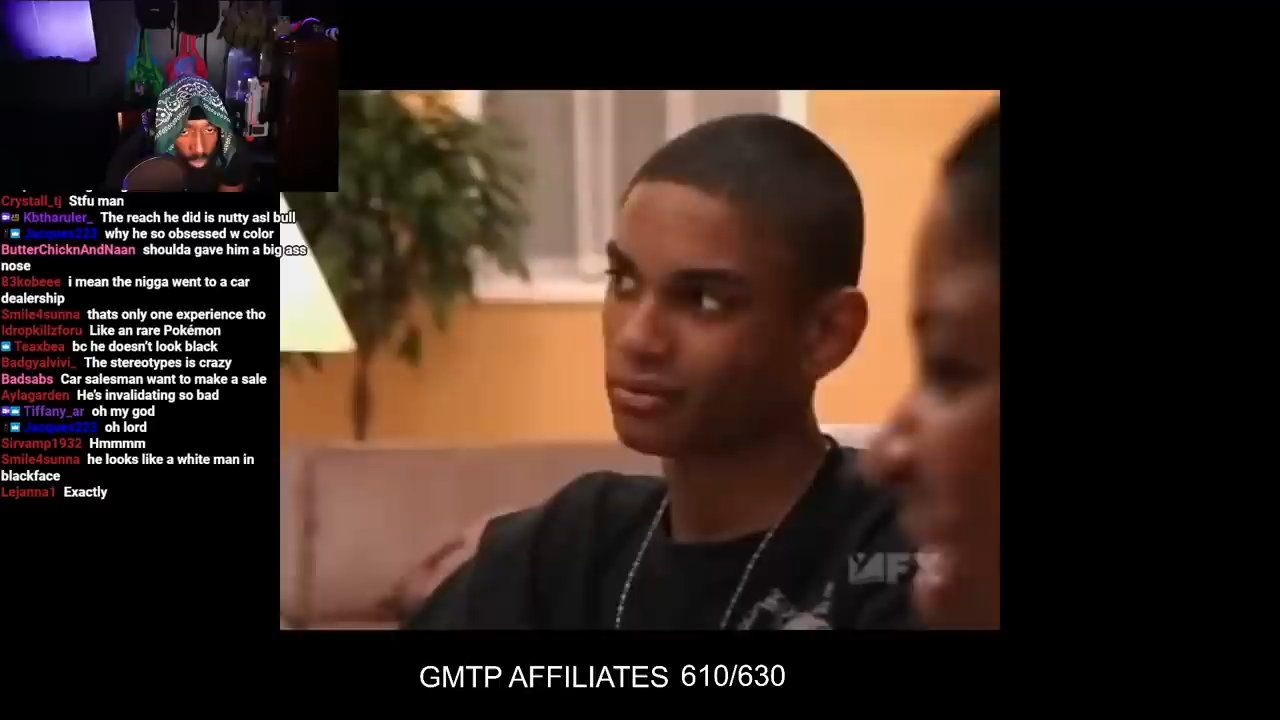 Crystall_tj Stfu man
Kbtharuler_ The reach he did is nutty asl bull
Jacques223 why he so obsessed w color
ButterChicknAndNaan shoulda gave him a big ass
nose
83kobeee i mean the nigga went to a car
dealership
Smile4sunna thats only one experience tho
Idropkillzforu Like an rare Pokémon
Teaxbea bc he doesn't look black
Badgyalvivi_ The stereotypes is crazy
Badsabs Car salesman want to make a sale
Aylagarden He's invalidating so bad
Tiffany_ar oh my god
Jacques223 oh lord
Sirvamp1932 Hmmmm
Smile4sunna he looks like a white man in
blackface
Lejanna1 Exactly
FX
GMTP AFFILIATES 610/630